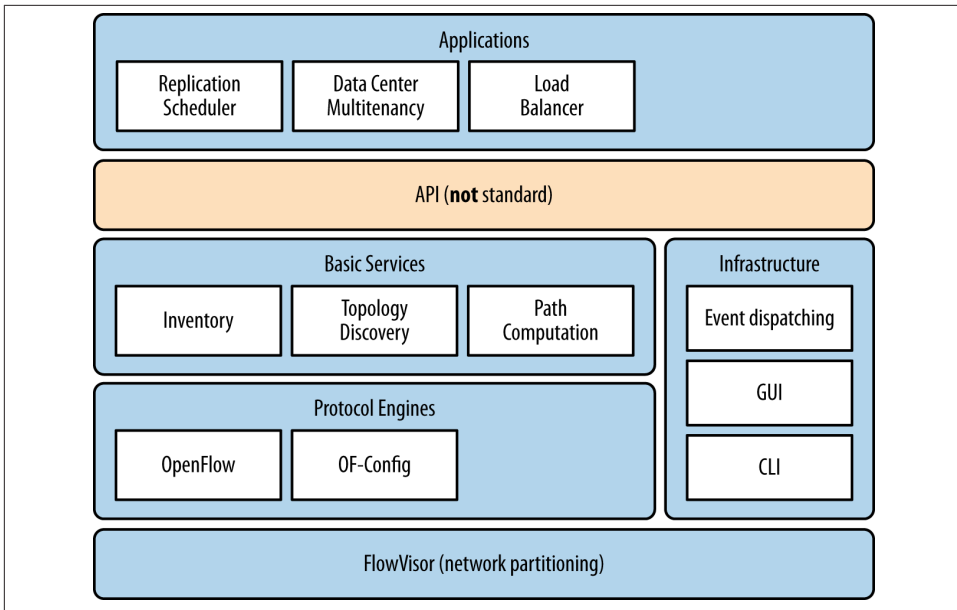 Applications
Replication
Scheduler
Data Center
Multitenancy
Load
Balancer
API (not standard)
Basic Services
Inventory
Topology
Discovery
Path
Computation
Infrastructure
Event dispatching
GUI
CLI
Protocol Engines
OpenFlow
OF-Config
FlowVisor (network partitioning)